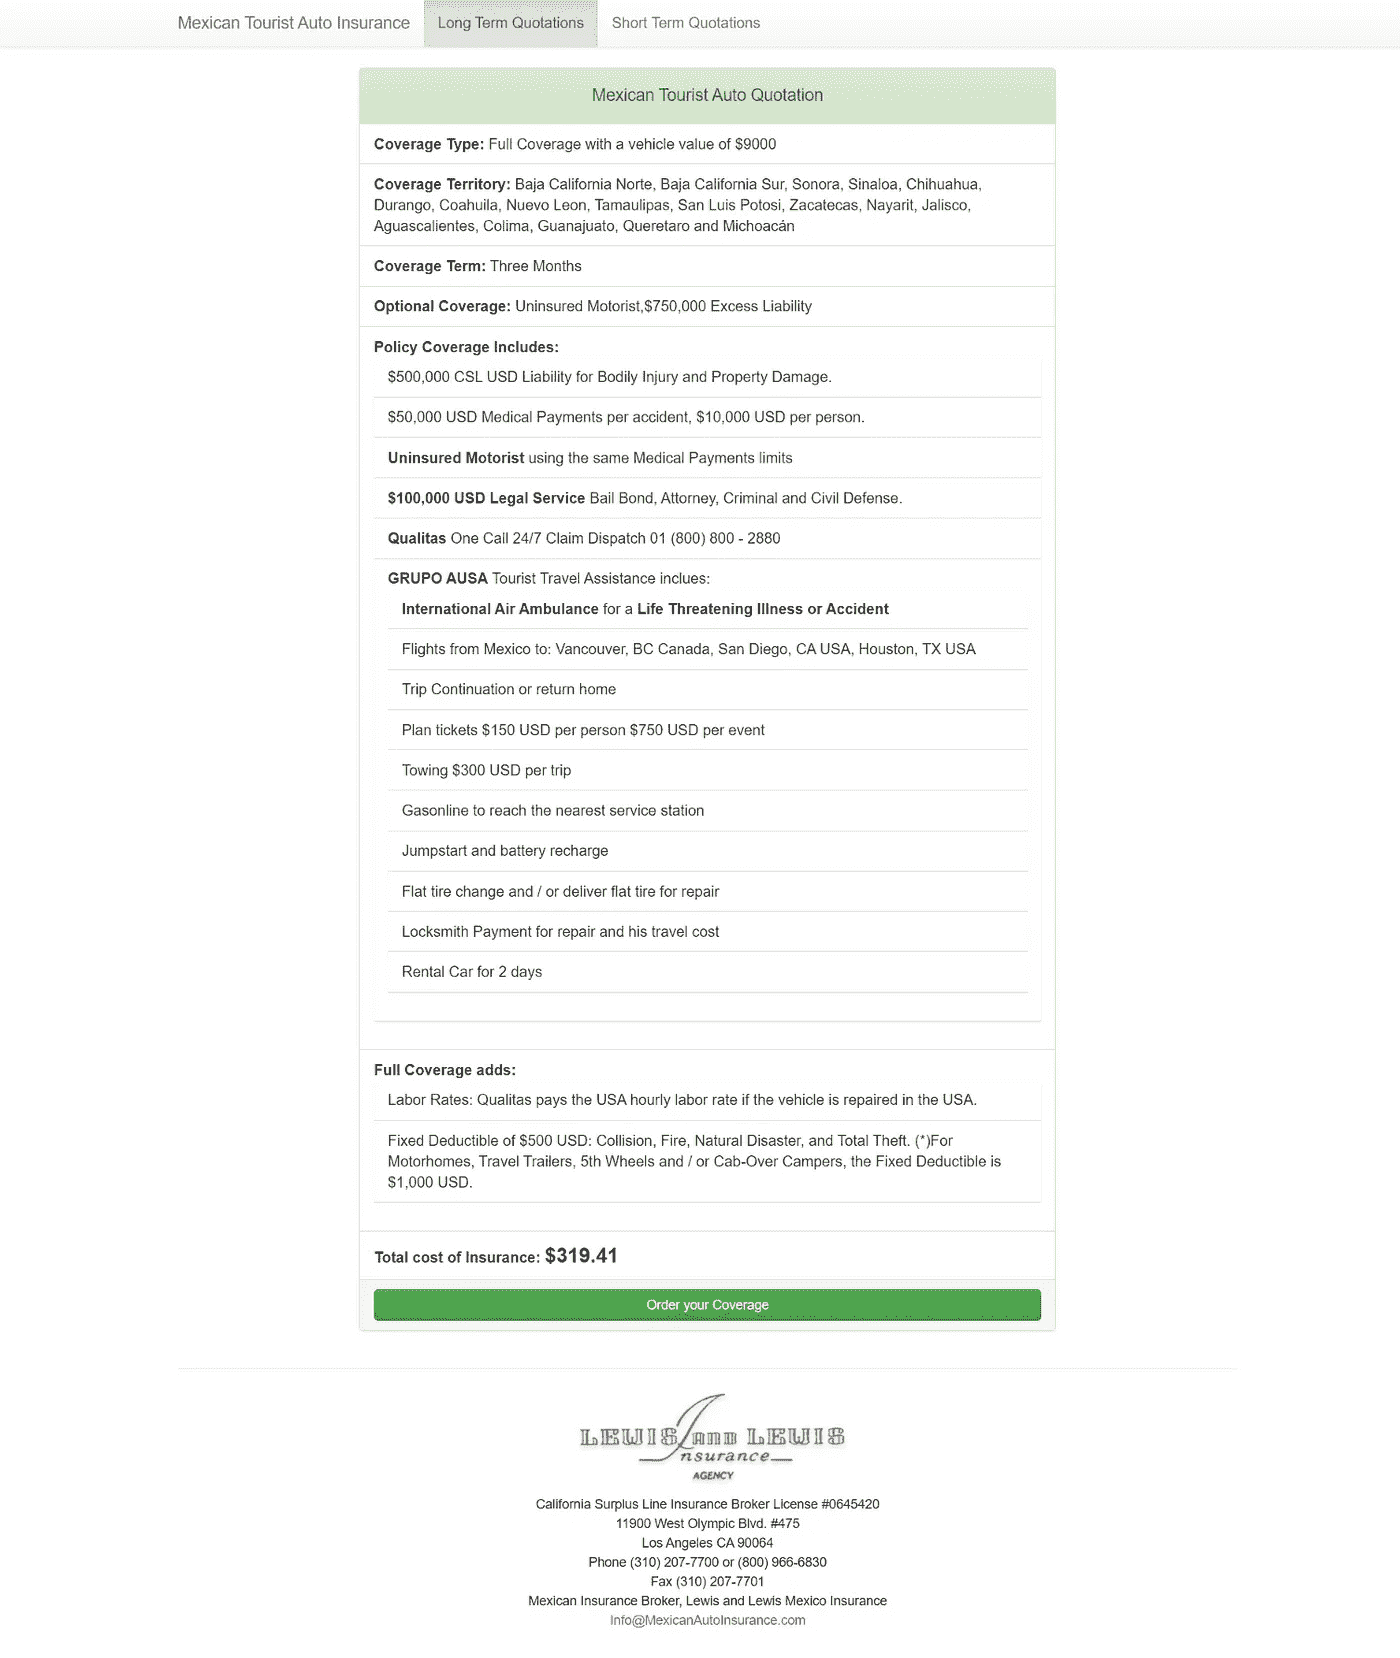 Mexican Tourist Auto Insurance Long Term Quotations Short Term Quotations
Mexican Tourist Auto Quotation
Coverage Type: Full Coverage with a vehicle value of $9000
Coverage Territory: Baja California Norte, Baja California Sur, Sonora, Sinaloa, Chihuahua,
Durango, Coahuila, Nuevo Leon, Tamaulipas, San Luis Potosi, Zacatecas, Nayarit, Jalisco,
Aguascalientes, Colima, Guanajuato, Queretaro and Michoacán
Coverage Term: Three Months
Optional Coverage: Uninsured Motorist,$750,000 Excess Liability
Policy Coverage Includes:
$500,000 CSL USD Liability for Bodily Injury and Property Damage.
$50,000 USD Medical Payments per accident, $10,000 USD per person.
Uninsured Motorist using the same Medical Payments limits
$100,000 USD Legal Service Bail Bond, Attorney, Criminal and Civil Defense.
Qualitas One Call 24/7 Claim Dispatch 01 (800) 800 - 2880
GRUPO AUSA Tourist Travel Assistance inclues:
International Air Ambulance for a Life Threatening Illness or Accident
Flights from Mexico to: Vancouver, BC Canada, San Diego, CA USA, Houston, TX USA
Trip Continuation or return home
Plan tickets $150 USD per person $750 USD per event
Towing $300 USD per trip
Gasonline to reach the nearest service station
Jumpstart and battery recharge
Flat tire change and / or deliver flat tire for repair
Locksmith Payment for repair and his travel cost
Rental Car for 2 days
Full Coverage adds:
Labor Rates: Qualitas pays the USA hourly labor rate if the vehicle is repaired in the USA.
Fixed Deductible of $500 USD: Collision, Fire, Natural Disaster, and Total Theft. (*)For
Motorhomes, Travel Trailers, 5th Wheels and / or Cab-Over Campers, the Fixed Deductible is
$1,000 USD.
Total cost of Insurance: $319.41
Order your Coverage
LEWIS and LEWIS
Insurance
AGENCY
California Surplus Line Insurance Broker License #0645420
11900 West Olympic Blvd. #475
Los Angeles CA 90064
Phone (310) 207-7700 or (800) 966-6830
Fax (310) 207-7701
Mexican Insurance Broker, Lewis and Lewis Mexico Insurance
Info@MexicanAutoInsurance.com